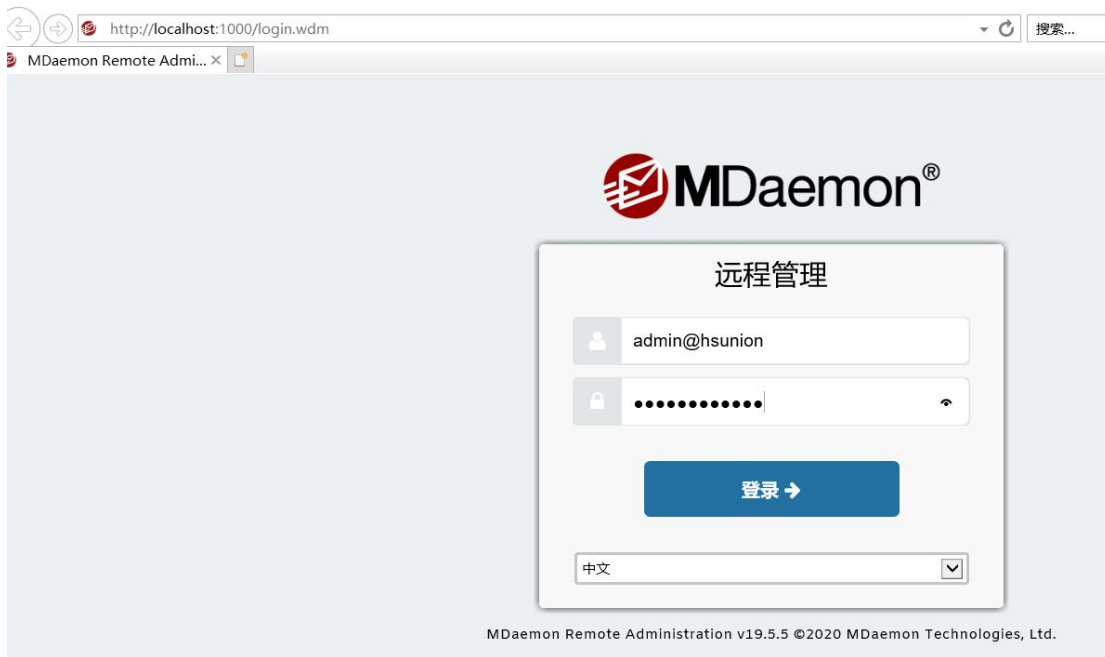 http://localhost:1000/login.wdm 搜索...
MDaemon Remote Admi...
MDaemon®
远程管理
admin@hsunion
●●●●●●●●●●●●
登录
中文
MDaemon Remote Administration v19.5.5 ©2020 MDaemon Technologies, Ltd.